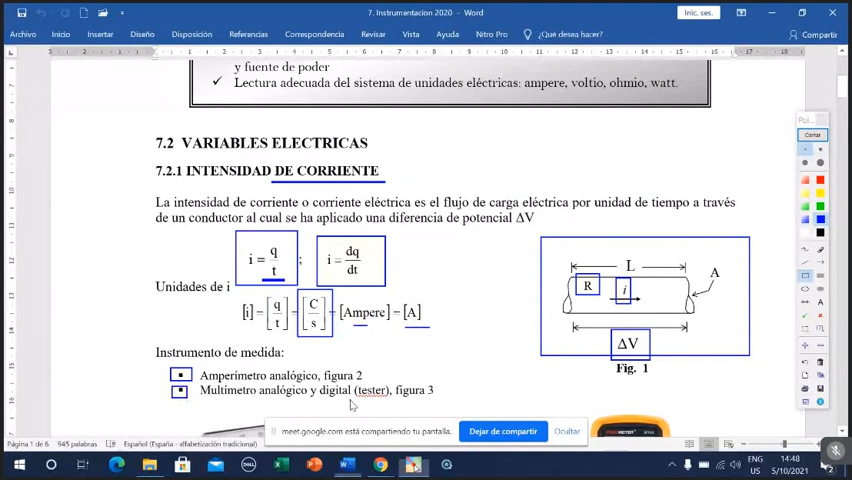 7. Instrumentacion 2020 - Word
Inic. ses.
Archivo Inicio Insertar Diseño Disposición Referencias Correspondencia Revisar Vista Ayuda Nitro Pro ¿Qué desea hacer? Compartir
y fuente de poder
✓ Lectura adecuada del sistema de unidades eléctricas: ampere, voltio, ohmio, watt.
7.2 VARIABLES ELECTRICAS
7.2.1 INTENSIDAD DE CORRIENTE
La intensidad de corriente o corriente eléctrica es el flujo de carga eléctrica por unidad de tiempo a través
de un conductor al cual se ha aplicado una diferencia de potencial ΔV
i = q/t ; i = dq/dt
Unidades de i
[i] = [q/t] = [C/s] = [Ampere] = [A]
L
A
R
i
ΔV
Fig. 1
Instrumento de medida:
▪ Amperímetro analógico, figura 2
▪ Multímetro analógico y digital (tester), figura 3
Cerrar
meet.google.com está compartiendo tu pantalla. Dejar de compartir Ocultar
Página 1 de 6 945 palabras Español (España - alfabetización tradicional)
DELL
ENG
US
14:48
5/10/2021
2